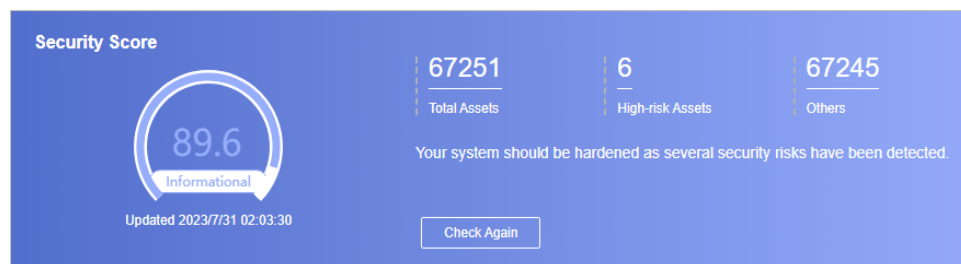 Security Score
89.6
Informational
Updated 2023/7/31 02:03:30
67251
Total Assets
6
High-risk Assets
67245
Others
Your system should be hardened as several security risks have been detected.
Check Again